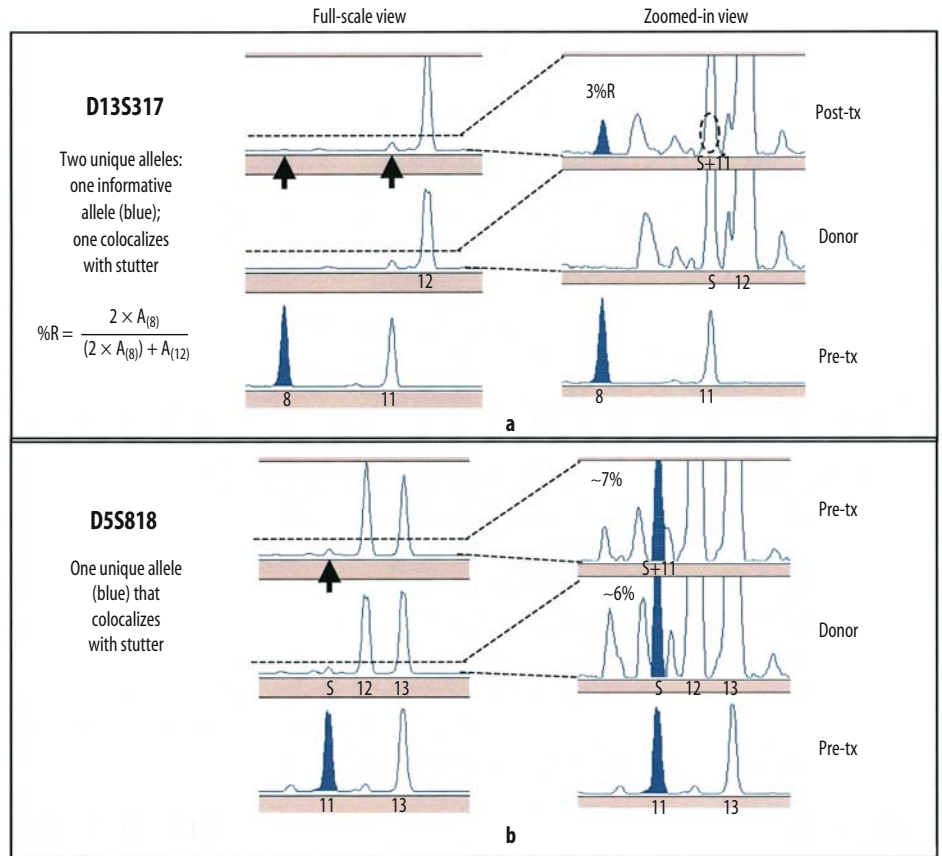 Full-scale view
Zoomed-in view
D13S317
Two unique alleles:
one informative
allele (blue);
one colocalizes
with stutter
%R = 2 × A(8)
(2 × A(8)) + A(12)
3%R
S+11
Post-tx
12
S 12
Donor
8 11
8 11
Pre-tx
a
D5S818
One unique allele
(blue) that
colocalizes
with stutter
~7%
S+11
Pre-tx
S 12 13
~6%
S 12 13
Donor
11 13
11 13
Pre-tx
b